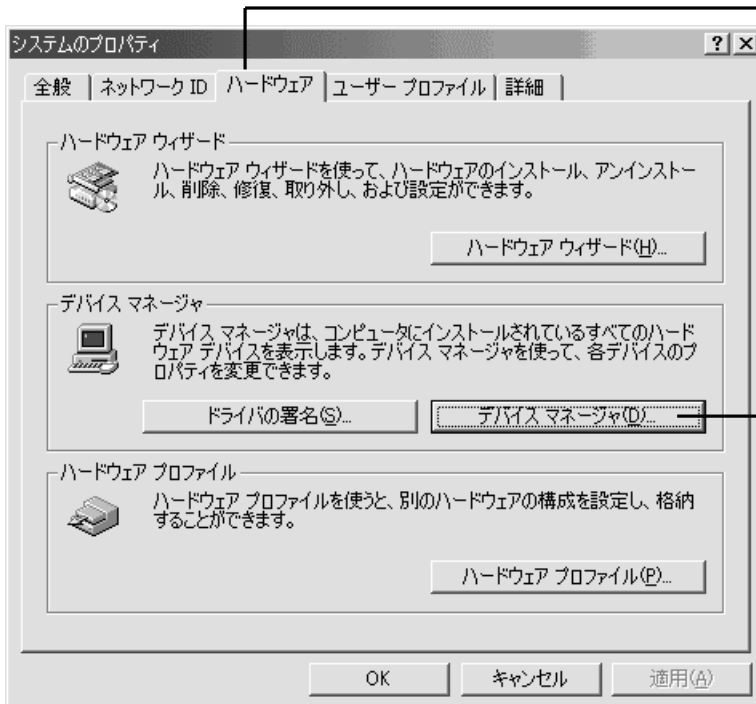 システムのプロパティ
全般 ネットワーク ID ハードウェア ユーザー プロファイル 詳細
ハードウェア ウィザード
ハードウェア ウィザードを使って、ハードウェアのインストール、アンインストー
ル、削除、修復、取り外し、および設定ができます。
ハードウェア ウィザード(H)...
デバイス マネージャ
デバイス マネージャは、コンピュータにインストールされているすべてのハード
ウェア デバイスを表示します。デバイス マネージャを使って、各デバイスのプ
ロパティを変更できます。
ドライバの署名(S)... デバイス マネージャ(D)...
ハードウェア プロファイル
ハードウェア プロファイルを使うと、別のハードウェアの構成を設定し、格納
することができます。
ハードウェア プロファイル(P)...
OK キャンセル 適用(A)